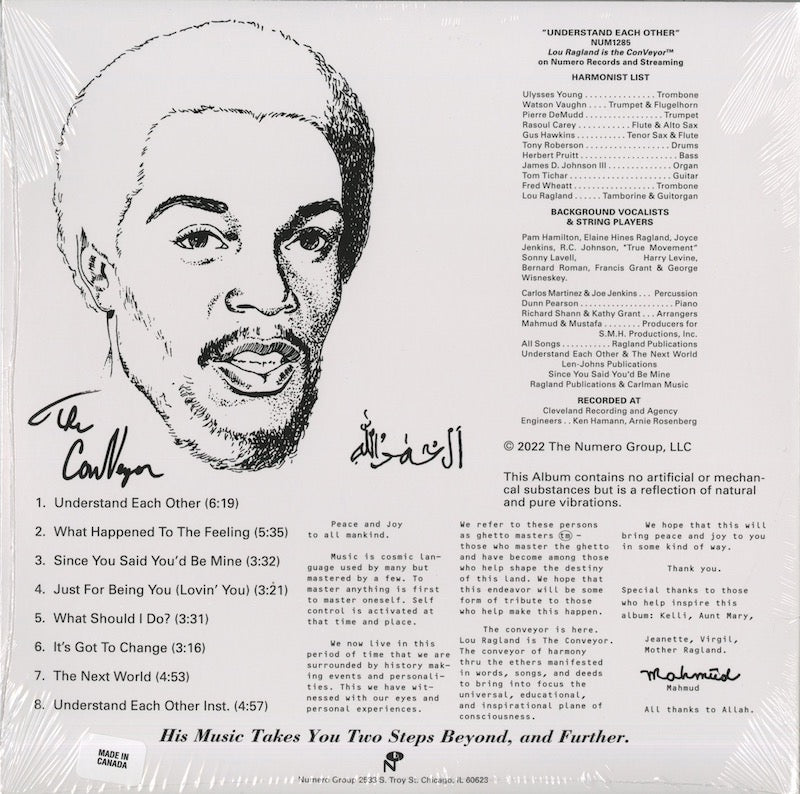 "UNDERSTAND EACH OTHER"
NUM1285
Lou Ragland is the ConVeyor™
on Numero Records and Streaming
HARMONIST LIST
Ulysses Young . . . . . . . . . . . . . . . Trombone
Watson Vaughn . . . . Trumpet & Flugelhorn
Pierre DeMudd . . . . . . . . . . . . . . . . Trumpet
Rasoul Carey . . . . . . . . . . . Flute & Alto Sax
Gus Hawkins . . . . . . . . . . Tenor Sax & Flute
Tony Roberson . . . . . . . . . . . . . . . . . Drums
Herbert Pruitt . . . . . . . . . . . . . . . . . . . . Bass
James D. Johnson III . . . . . . . . . . . . . Organ
Tom Tichar . . . . . . . . . . . . . . . . . . . . Guitar
Fred Wheatt . . . . . . . . . . . . . . . . . Trombone
Lou Ragland . . . . . . Tamborine & Guitorgan
BACKGROUND VOCALISTS
& STRING PLAYERS
Pam Hamilton, Elaine Hines Ragland, Joyce
Jenkins, R.C. Johnson, "True Movement"
Sonny Lavell, Harry Levine,
Bernard Roman, Francis Grant & George
Wisneskey.
Carlos Martinez & Joe Jenkins . . . Percussion
Dunn Pearson . . . . . . . . . . . . . . . . . . . Piano
Richard Shann & Kathy Grant . . . Arrangers
Mahmud & Mustafa . . . . . . . . Producers for
S.M.H. Productions, Inc.
All Songs . . . . . . . . . . Ragland Publications
Understand Each Other & The Next World
Len-Johns Publications
Since You Said You'd Be Mine
Ragland Publications & Carlman Music
RECORDED AT
Cleveland Recording and Agency
Engineers . . Ken Hamann, Arnie Rosenberg
© 2022 The Numero Group, LLC
This Album contains no artificial or mechan-
cal substances but is a reflection of natural
and pure vibrations.
The
ConVeyor
1. Understand Each Other (6:19)
2. What Happened To The Feeling (5:35)
3. Since You Said You'd Be Mine (3:32)
4. Just For Being You (Lovin' You) (3:21)
5. What Should I Do? (3:31)
6. It's Got To Change (3:16)
7. The Next World (4:53)
8. Understand Each Other Inst. (4:57)
Peace and Joy
to all mankind.
Music is cosmic lan-
guage used by many but
mastered by a few. To
master anything is first
to master oneself. Self
control is activated at
that time and place.
We now live in this
period of time that we are
surrounded by history mak-
ing events and personali-
ties. This we have wit-
nessed with our eyes and
personal experiences.
We refer to these persons
as ghetto masters tm –
those who master the ghetto
and have become among those
who help shape the destiny
of this land. We hope that
this endeavor will be some
form of tribute to those
who help make this happen.
The conveyor is here.
Lou Ragland is The Conveyor.
The conveyor of harmony
thru the ethers manifested
in words, songs, and deeds
to bring into focus the
universal, educational,
and inspirational plane of
consciousness.
We hope that this will
bring peace and joy to you
in some kind of way.
Thank you.
Special thanks to those
who help inspire this
album: Kelli, Aunt Mary,
Jeanette, Virgil,
Mother Ragland.
Mahmūd
Mahmud
All thanks to Allah.
His Music Takes You Two Steps Beyond, and Further.
MADE IN
CANADA
N
Numero Group 2533 S. Troy St. Chicago, IL 60623